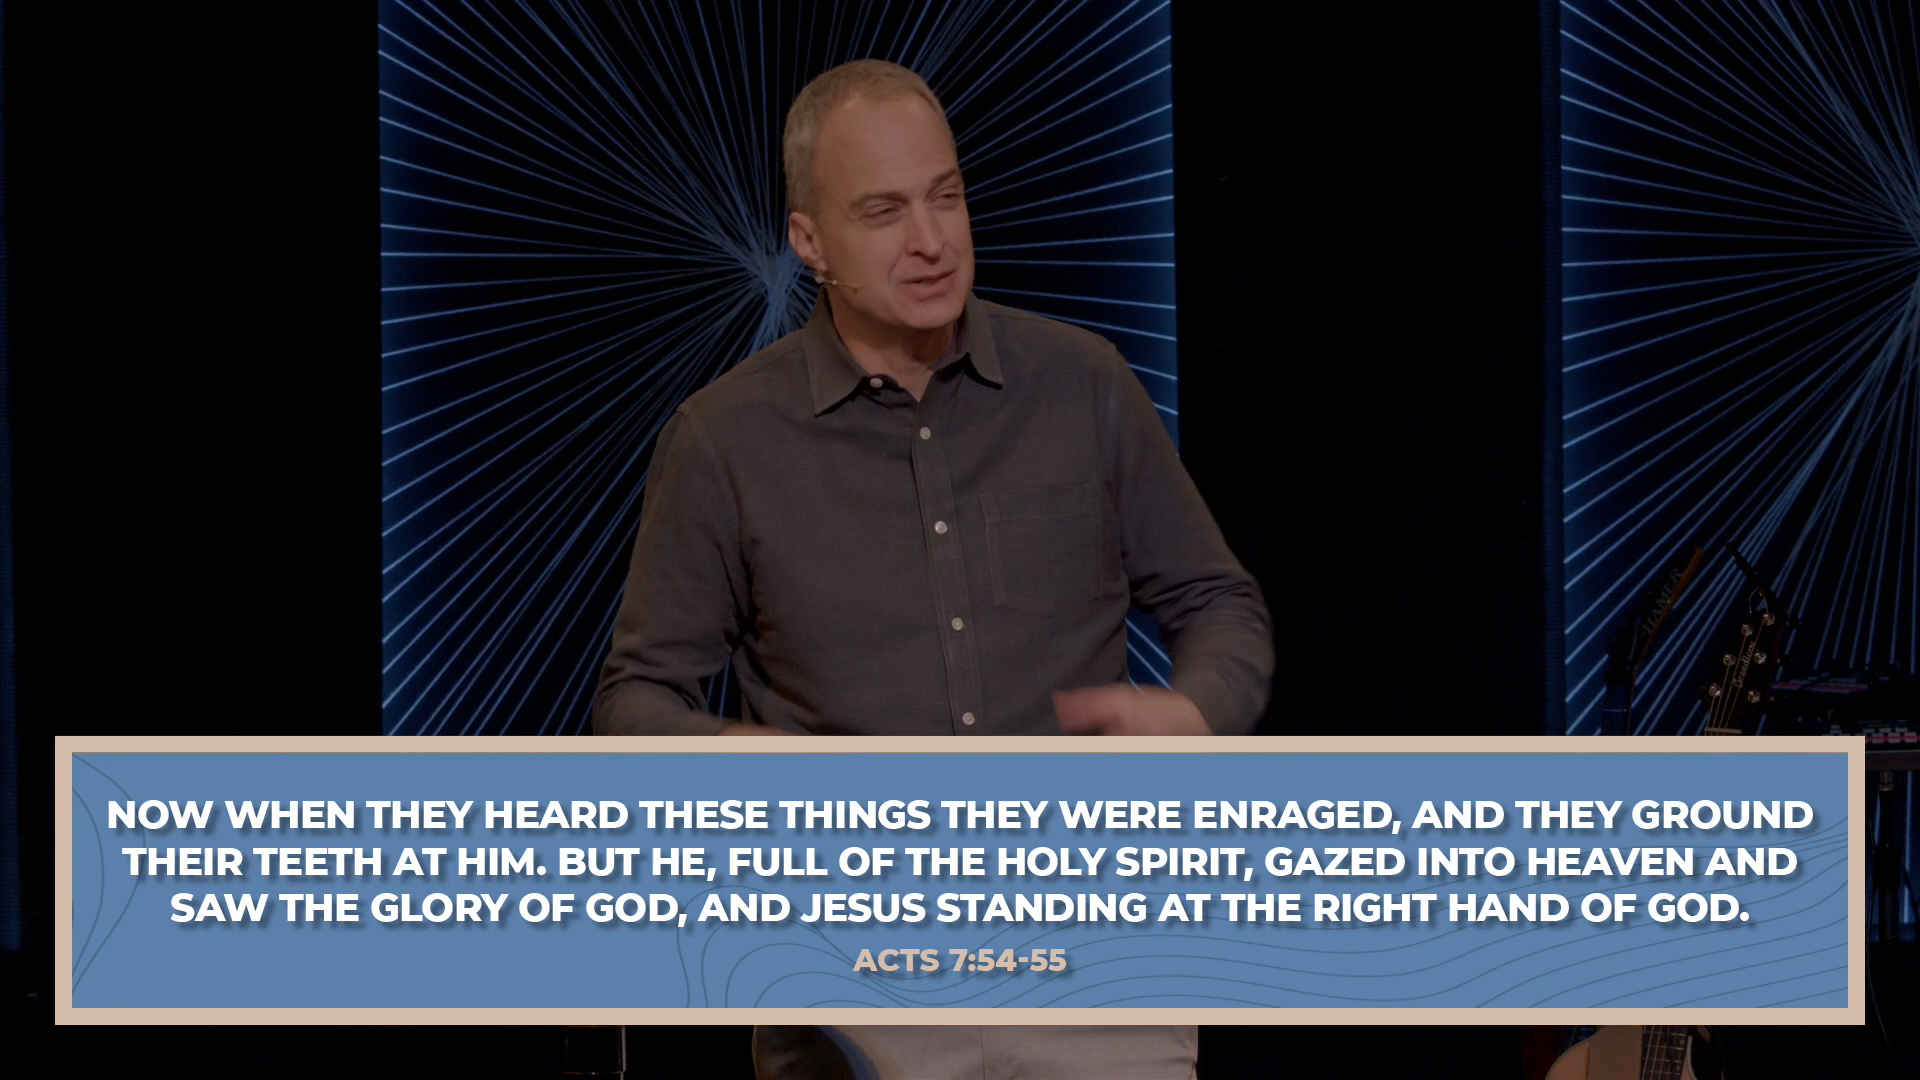 NOW WHEN THEY HEARD THESE THINGS THEY WERE ENRAGED, AND THEY GROUND
THEIR TEETH AT HIM. BUT HE, FULL OF THE HOLY SPIRIT, GAZED INTO HEAVEN AND
SAW THE GLORY OF GOD, AND JESUS STANDING AT THE RIGHT HAND OF GOD.
ACTS 7:54-55
HAMER
Breedlove